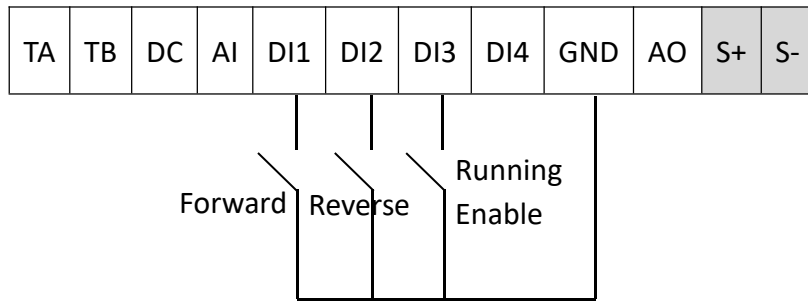 TA TB DC AI DI1 DI2 DI3 DI4 GND AO S+ S-
Forward Reverse Running
Enable